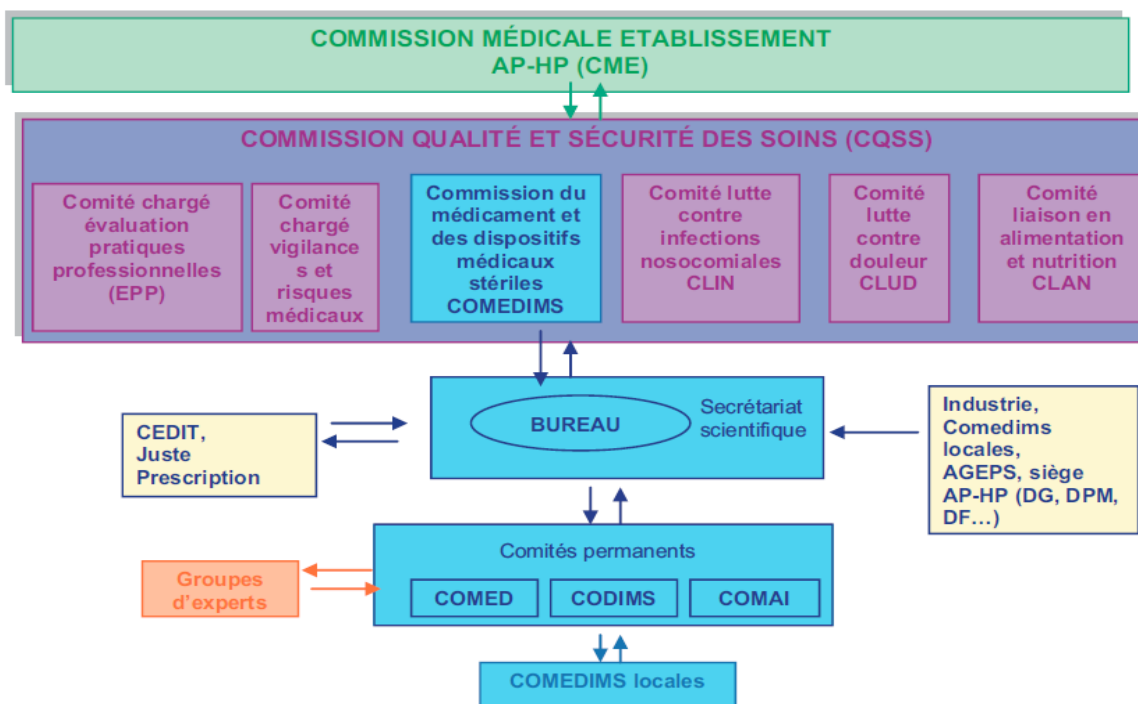 COMMISSION MÉDICALE ETABLISSEMENT
AP-HP (CME)
COMMISSION QUALITÉ ET SÉCURITÉ DES SOINS (CQSS)
Comité chargé
évaluation
pratiques
professionnelles
(EPP)
Comité
chargé
vigilance
s et
risques
médicaux
Commission du
médicament et
des dispositifs
médicaux
stériles
COMEDIMS
Comité lutte
contre
infections
nosocomiales
CLIN
Comité
lutte
contre
douleur
CLUD
Comité
liaison en
alimentation
et nutrition
CLAN
CEDIT,
Juste
Prescription
BUREAU
Secrétariat
scientifique
Industrie,
Comedims
locales,
AGEPS, siège
AP-HP (DG, DPM,
DF…)
Groupes
d'experts
Comités permanents
COMED
CODIMS
COMAI
COMEDIMS locales